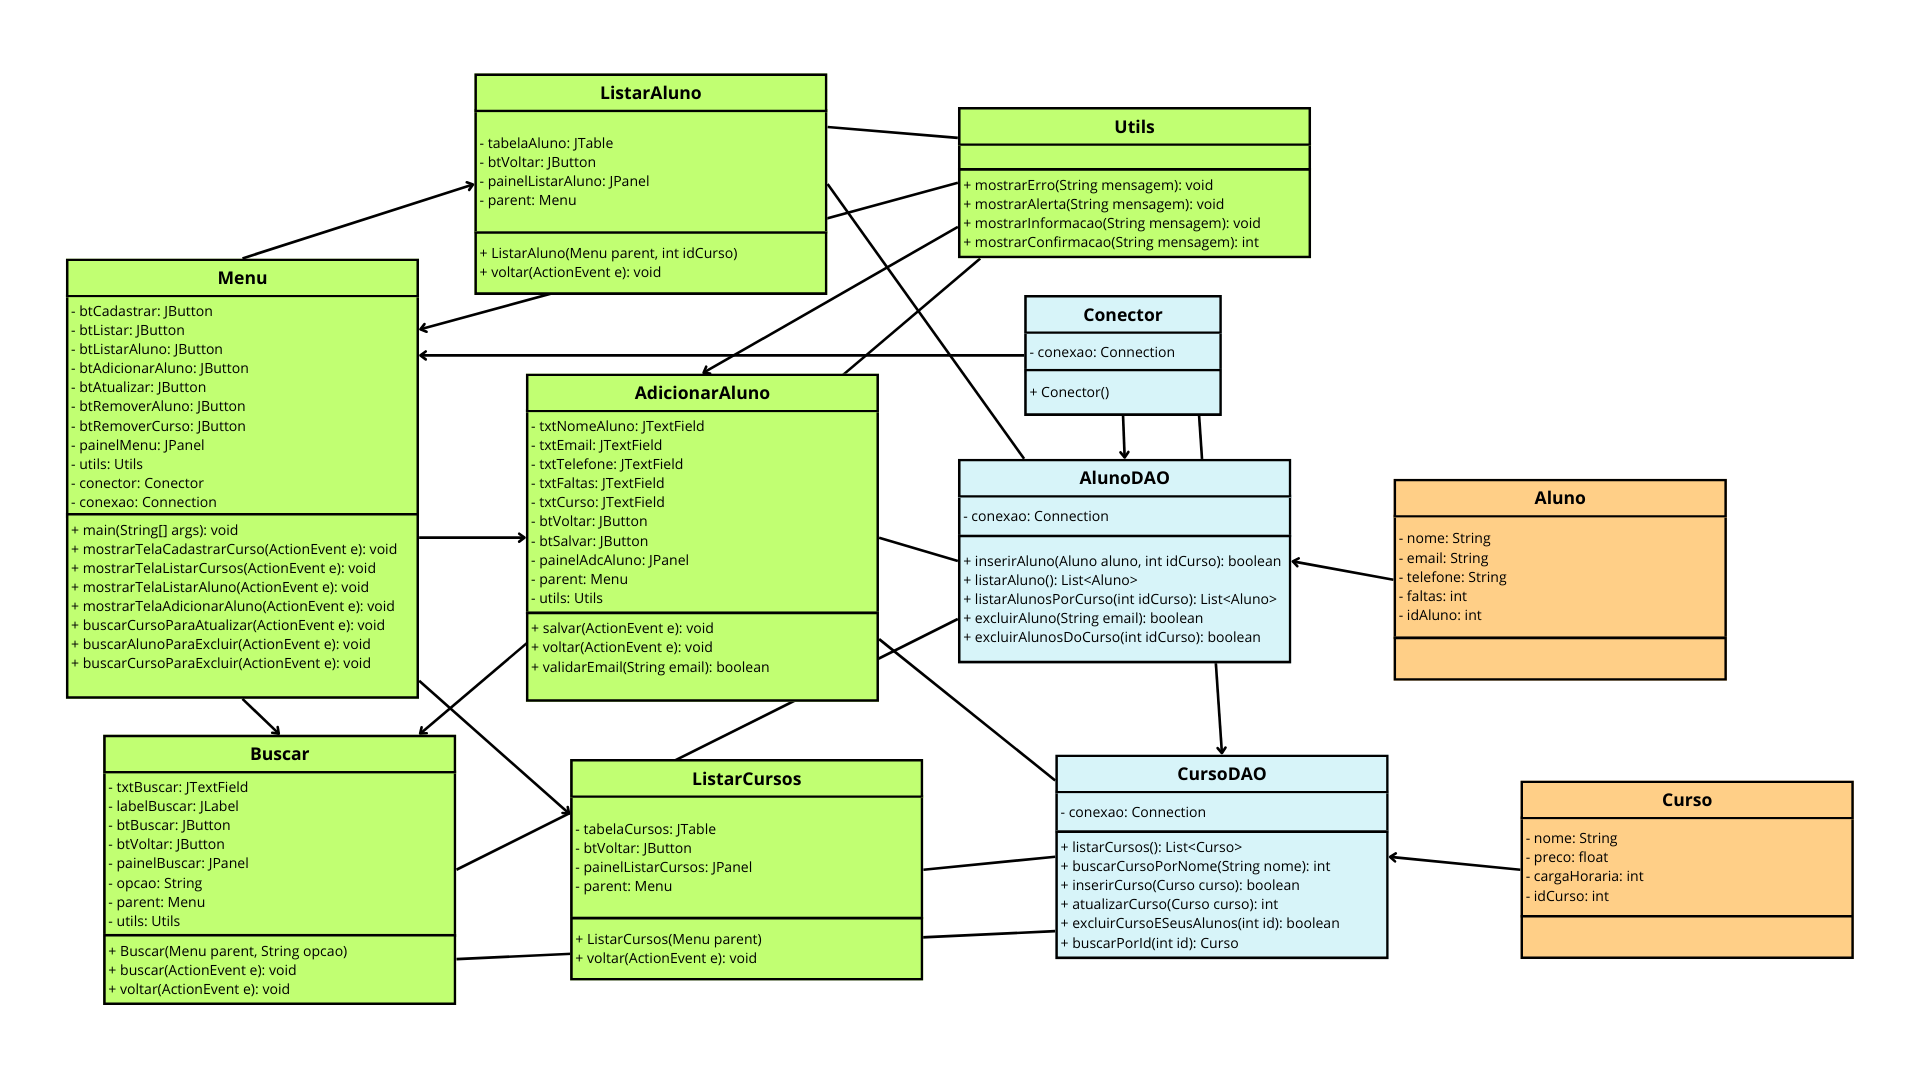 ListarAluno
- tabelaAluno: JTable
- btVoltar: JButton
- painelListarAluno: JPanel
- parent: Menu
+ ListarAluno(Menu parent, int idCurso)
+ voltar(ActionEvent e): void
Utils
+ mostrarErro(String mensagem): void
+ mostrarAlerta(String mensagem): void
+ mostrarInformacao(String mensagem): void
+ mostrarConfirmacao(String mensagem): int
Menu
- btCadastrar: JButton
- btListar: JButton
- btListarAluno: JButton
- btAdicionarAluno: JButton
- btAtualizar: JButton
- btRemoverAluno: JButton
- btRemoverCurso: JButton
- painelMenu: JPanel
- utils: Utils
- conector: Conector
- conexao: Connection
+ main(String[] args): void
+ mostrarTelaCadastrarCurso(ActionEvent e): void
+ mostrarTelaListarCursos(ActionEvent e): void
+ mostrarTelaListarAluno(ActionEvent e): void
+ mostrarTelaAdicionarAluno(ActionEvent e): void
+ buscarCursoParaAtualizar(ActionEvent e): void
+ buscarAlunoParaExcluir(ActionEvent e): void
+ buscarCursoParaExcluir(ActionEvent e): void
Conector
- conexao: Connection
+ Conector()
AdicionarAluno
- txtNomeAluno: JTextField
- txtEmail: JTextField
- txtTelefone: JTextField
- txtFaltas: JTextField
- txtCurso: JTextField
- btVoltar: JButton
- btSalvar: JButton
- painelAdcAluno: JPanel
- parent: Menu
- utils: Utils
+ salvar(ActionEvent e): void
+ voltar(ActionEvent e): void
+ validarEmail(String email): boolean
AlunoDAO
- conexao: Connection
+ inserirAluno(Aluno aluno, int idCurso): boolean
+ listarAluno(): List<Aluno>
+ listarAlunosPorCurso(int idCurso): List<Aluno>
+ excluirAluno(String email): boolean
+ excluirAlunosDoCurso(int idCurso): boolean
Aluno
- nome: String
- email: String
- telefone: String
- faltas: int
- idAluno: int
Buscar
- txtBuscar: JTextField
- labelBuscar: JLabel
- btBuscar: JButton
- btVoltar: JButton
- painelBuscar: JPanel
- opcao: String
- parent: Menu
- utils: Utils
+ Buscar(Menu parent, String opcao)
+ buscar(ActionEvent e): void
+ voltar(ActionEvent e): void
ListarCursos
- tabelaCursos: JTable
- btVoltar: JButton
- painelListarCursos: JPanel
- parent: Menu
+ ListarCursos(Menu parent)
+ voltar(ActionEvent e): void
CursoDAO
- conexao: Connection
+ listarCursos(): List<Curso>
+ buscarCursoPorNome(String nome): int
+ inserirCurso(Curso curso): boolean
+ atualizarCurso(Curso curso): int
+ excluirCursoESeusAlunos(int id): boolean
+ buscarPorId(int id): Curso
Curso
- nome: String
- preco: float
- cargaHoraria: int
- idCurso: int